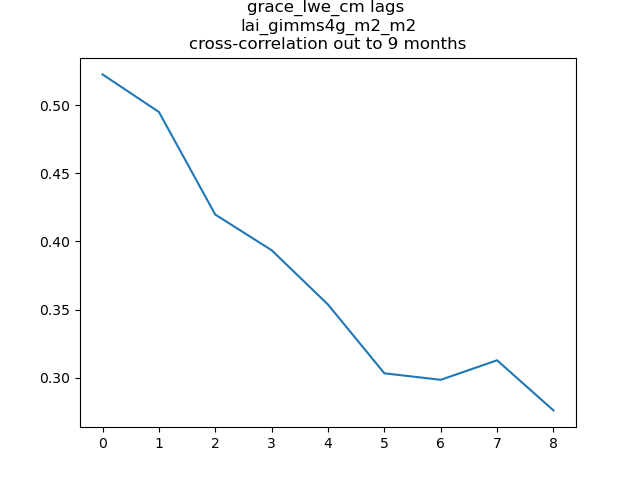 grace_lwe_cm lags
lai_gimms4g_m2_m2
cross-correlation out to 9 months
0.50
0.45
0.40
0.35
0.30
0 1 2 3 4 5 6 7 8